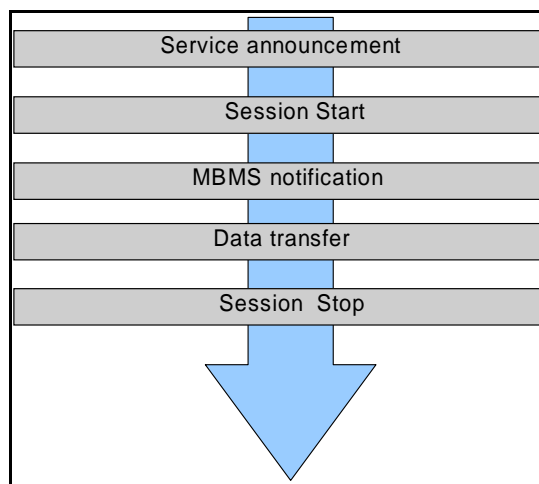 Service announcement
Session Start
MBMS notification
Data transfer
Session Stop